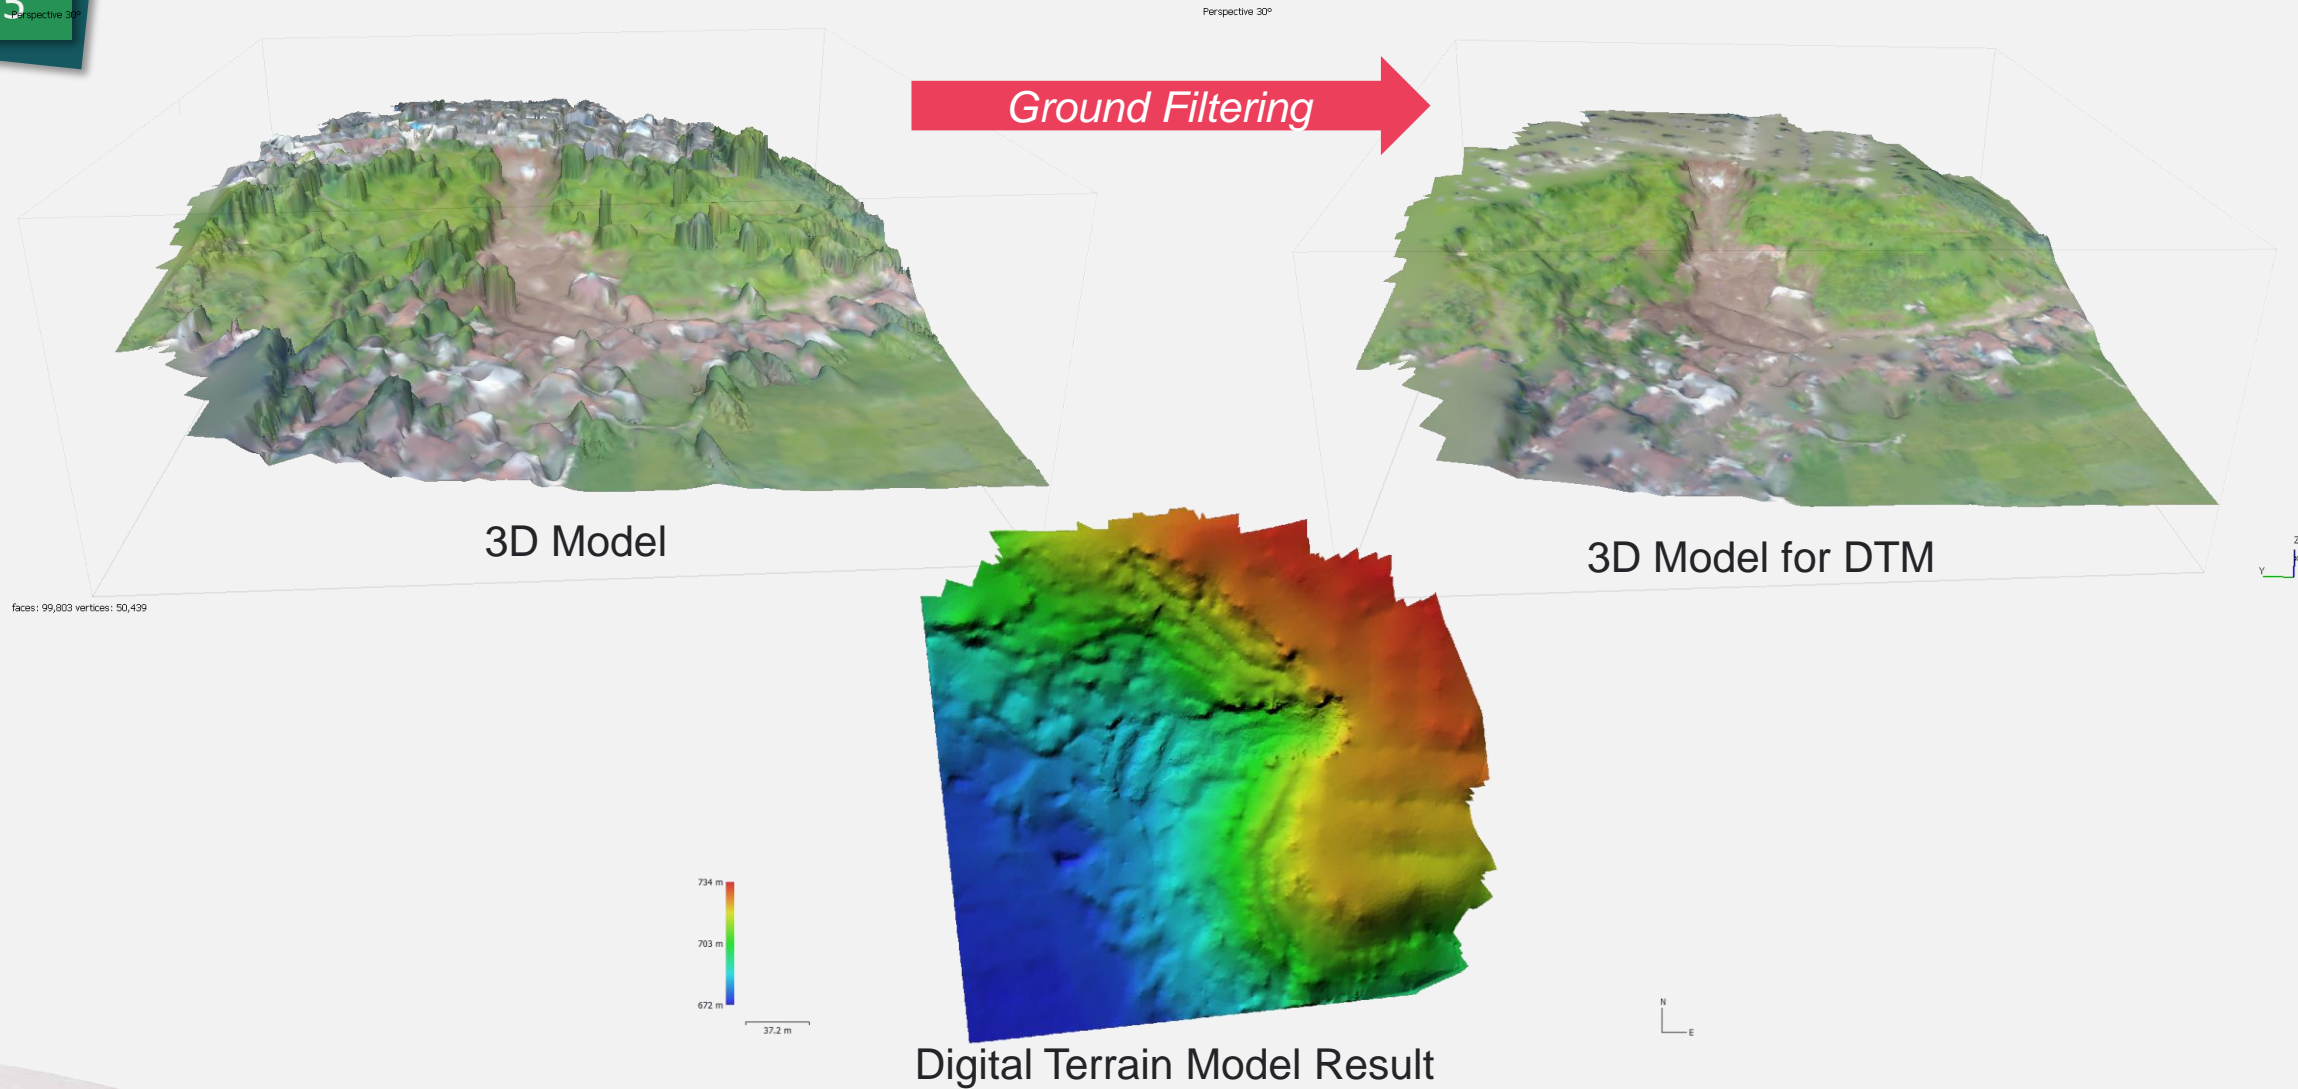 Perspective 30°
Perspective 30°
Ground Filtering
3D Model
3D Model for DTM
Z
Y
faces: 99,803 vertices: 50,439
734 m
703 m
672 m
37.2 m
N
E
Digital Terrain Model Result